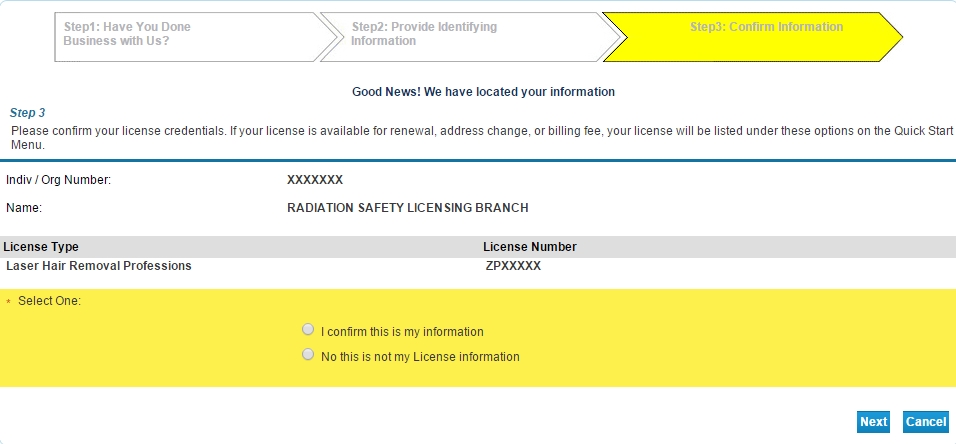 Step1: Have You Done
Business with Us?
Step2: Provide Identifying
Information
Step3: Confirm Information
Good News! We have located your information
Step 3
Please confirm your license credentials. If your license is available for renewal, address change, or billing fee, your license will be listed under these options on the Quick Start
Menu.
Indiv / Org Number: XXXXXXX
Name: RADIATION SAFETY LICENSING BRANCH
License Type License Number
Laser Hair Removal Professions ZPXXXXX
* Select One:
I confirm this is my information
No this is not my License information
Next Cancel